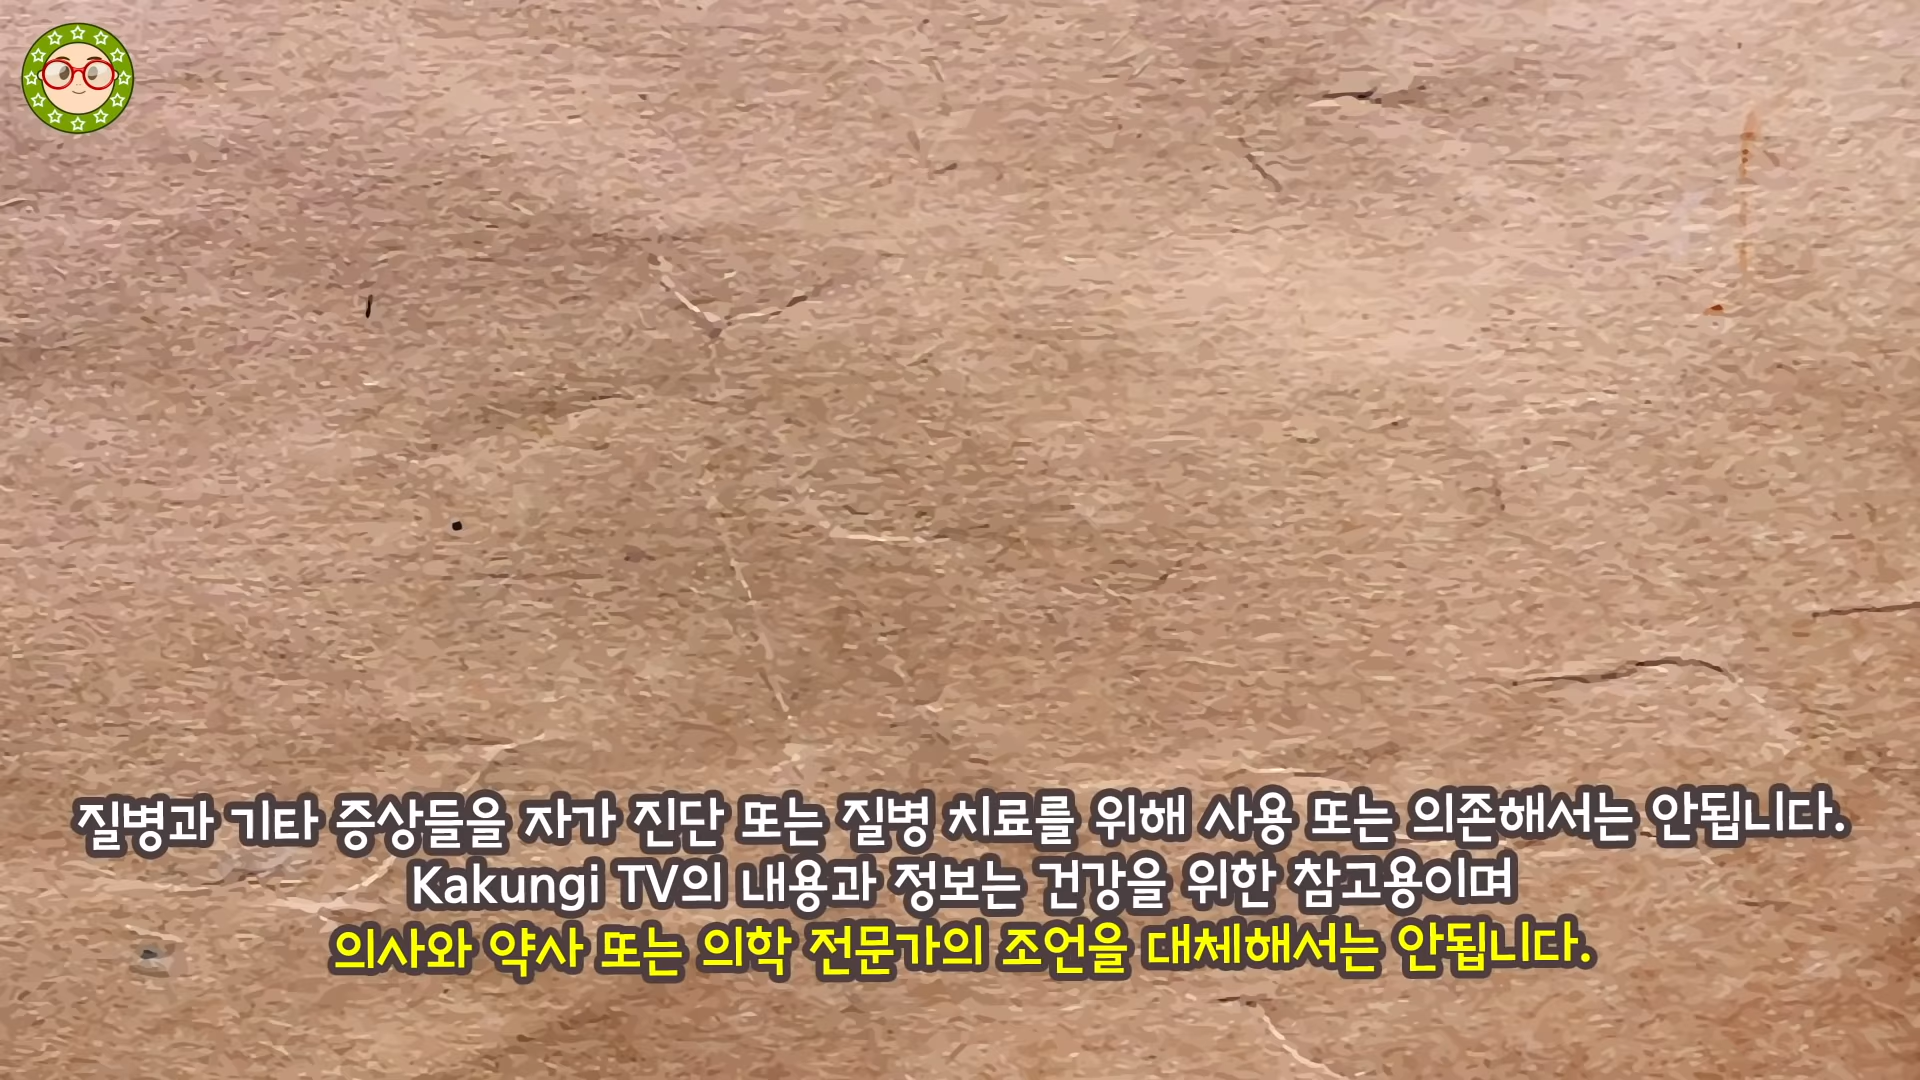 질병과 기타 증상들을 자가 진단 또는 질병 치료를 위해 사용 또는 의존해서는 안됩니다.
Kakungi TV의 내용과 정보는 건강을 위한 참고용이며
의사와 약사 또는 의학 전문가의 조언을 대체해서는 안됩니다.